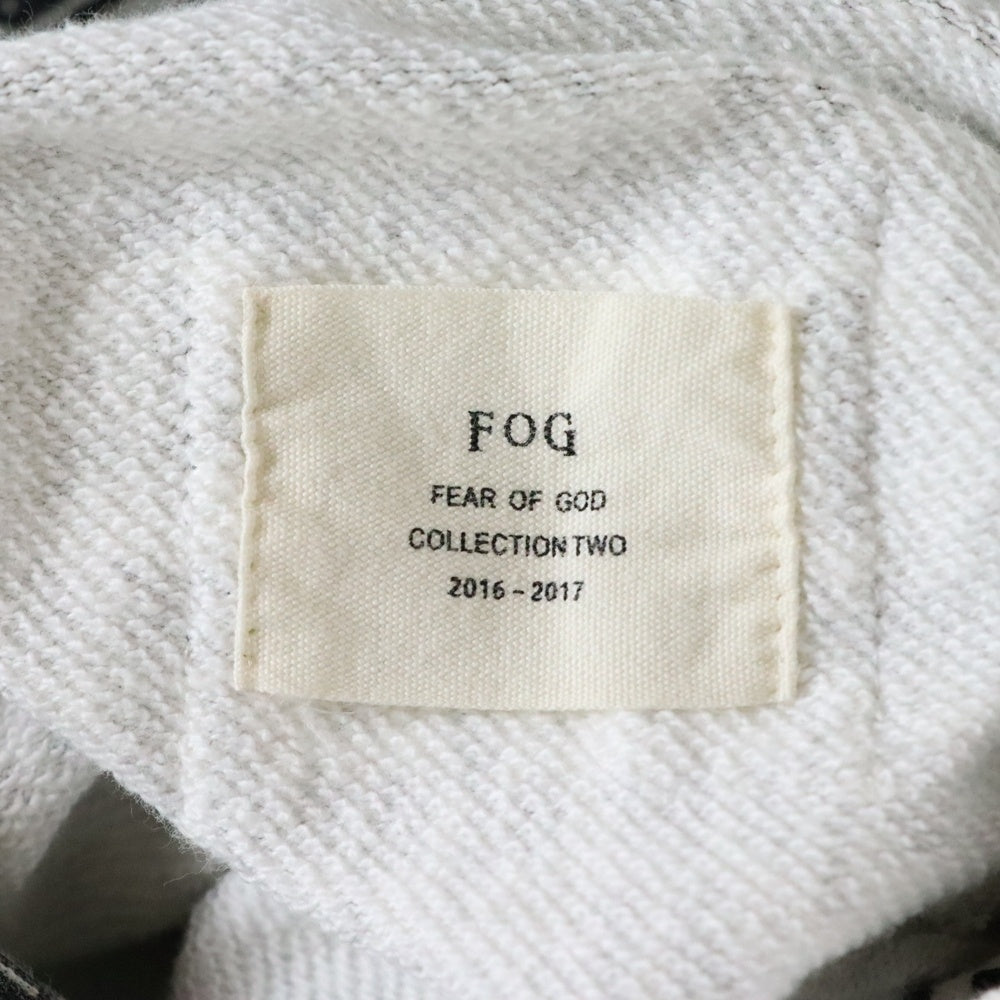 FOG
FEAR OF GOD
COLLECTION TWO
2016 - 2017